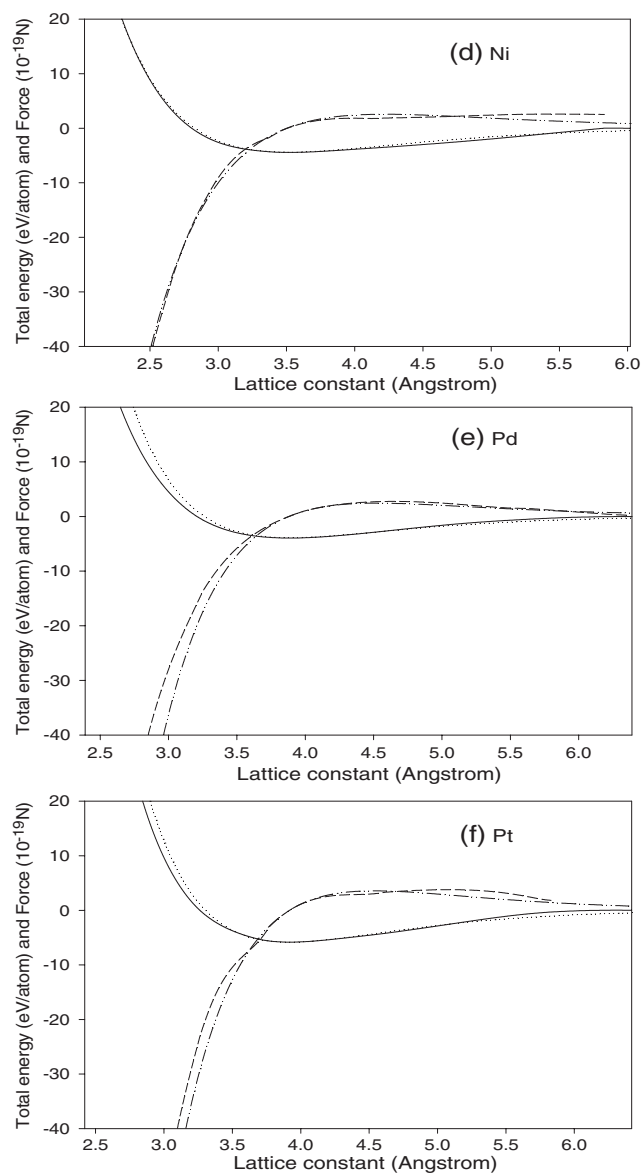 Total energy (eV/atom) and Force (10⁻¹⁹N)
20
10
0
-10
-20
-30
-40
(d) Ni
2.5 3.0 3.5 4.0 4.5 5.0 5.5 6.0
Lattice constant (Angstrom)
Total energy (eV/atom) and Force (10⁻¹⁹N)
20
10
0
-10
-20
-30
-40
(e) Pd
2.5 3.0 3.5 4.0 4.5 5.0 5.5 6.0
Lattice constant (Angstrom)
Total energy (eV/atom) and Force (10⁻¹⁹N)
20
10
0
-10
-20
-30
-40
(f) Pt
2.5 3.0 3.5 4.0 4.5 5.0 5.5 6.0
Lattice constant (Angstrom)